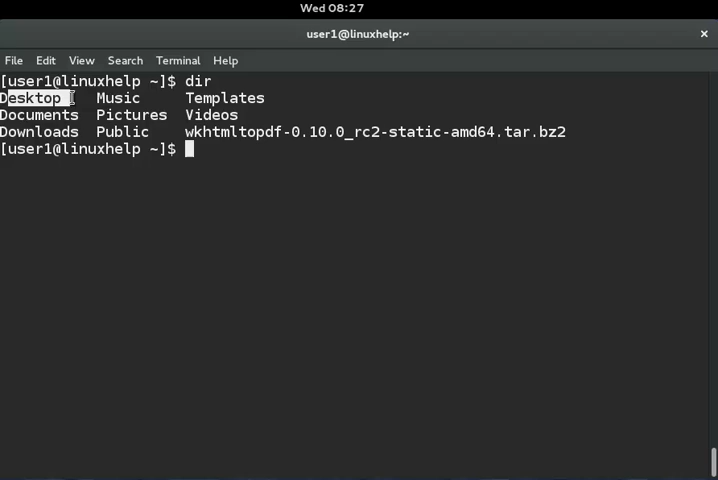 Wed 08:27
user1@linuxhelp:~ ×
File Edit View Search Terminal Help
[user1@linuxhelp ~]$ dir
Desktop Music Templates
Documents Pictures Videos
Downloads Public wkhtmltopdf-0.10.0_rc2-static-amd64.tar.bz2
[user1@linuxhelp ~]$